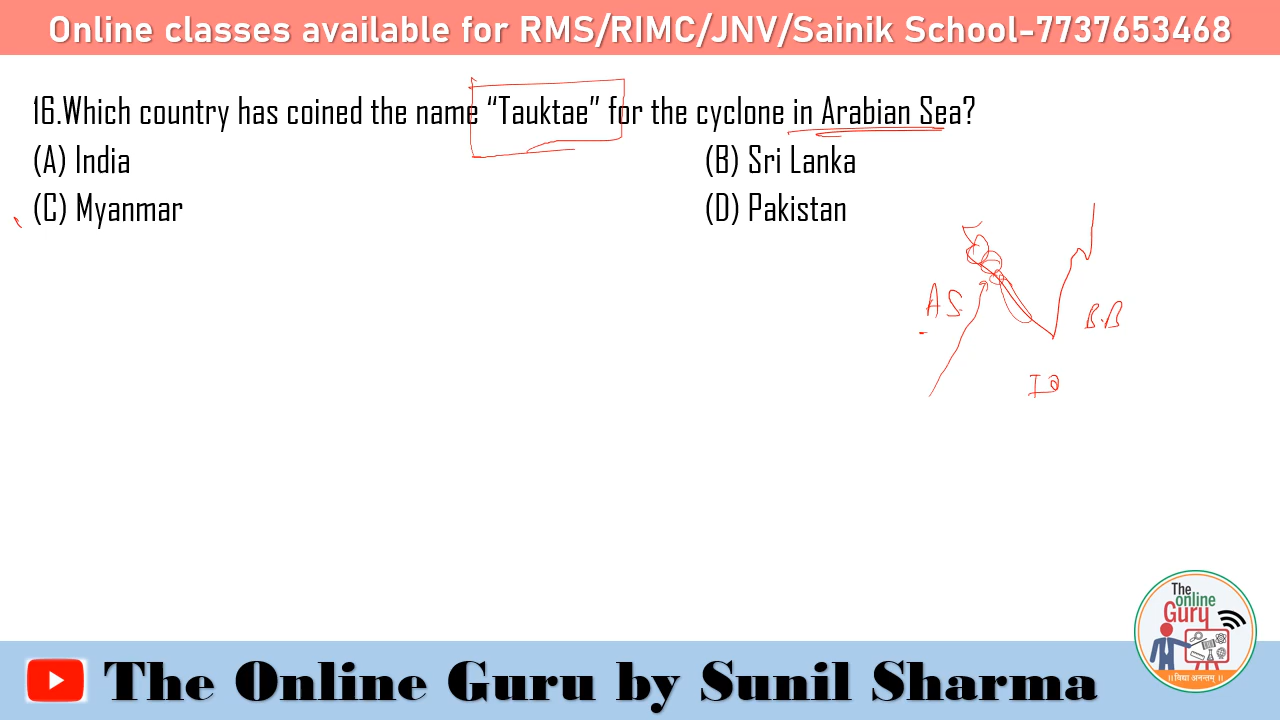 Online classes available for RMS/RIMC/JNV/Sainik School-7737653468
16.Which country has coined the name “Tauktae” for the cyclone in Arabian Sea?
(A) India
(B) Sri Lanka
(C) Myanmar
(D) Pakistan
A S.
B.B
The
online
Guru
॥ विद्या अनन्तम् ॥
The Online Guru by Sunil Sharma